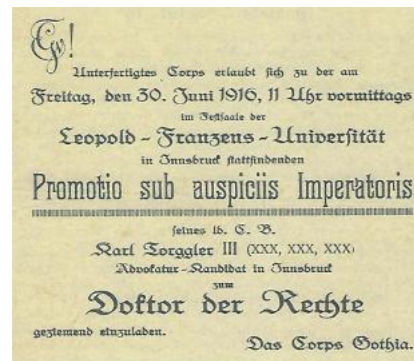 Ew!
Unterfertigtes Corps erlaubt sich zu der am
Freitag, den 30. Juni 1916, 11 Uhr vormittags
im Festsaale der
Leopold-Franzens-Universität
in Innsbruck stattfindenden
Promotio sub auspiciis Imperatoris
seines lb. C. B.
Karl Torggler III (XXX, XXX, XXX)
Advokatur-Kandidat in Innsbruck
zum
Doktor der Rechte
geziemend einzuladen.
Das Corps Gothia.